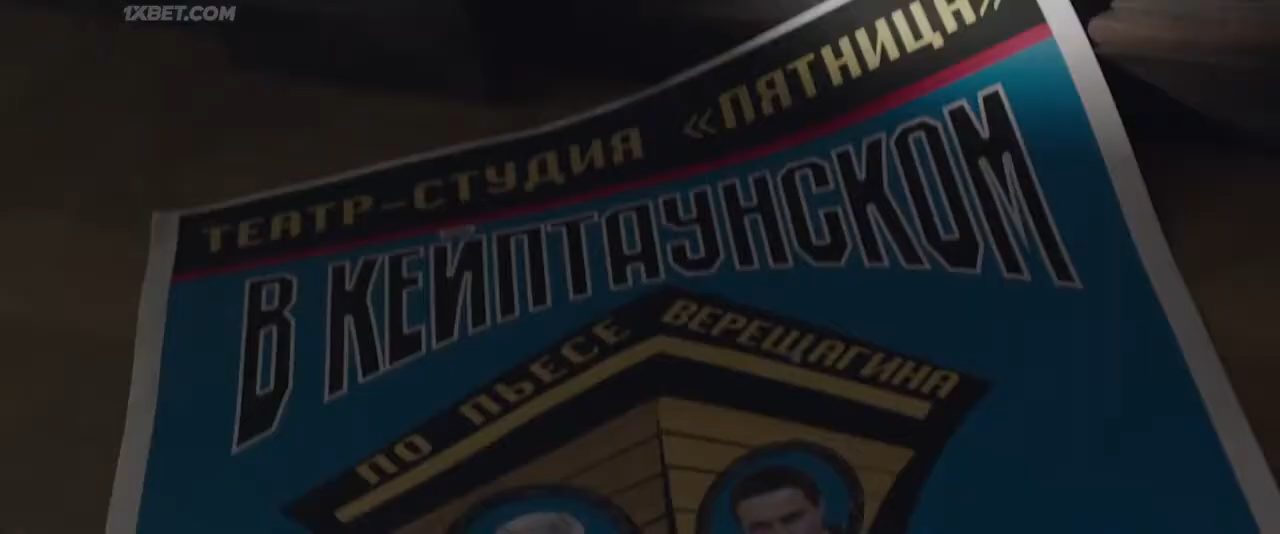 1XBET.COM
ТЕАТР-СТУДИЯ «ПЯТНИЦА»
В КЕЙПТАУНСКОМ
ПО ПЬЕСЕ ВЕРЕЩАГИНА